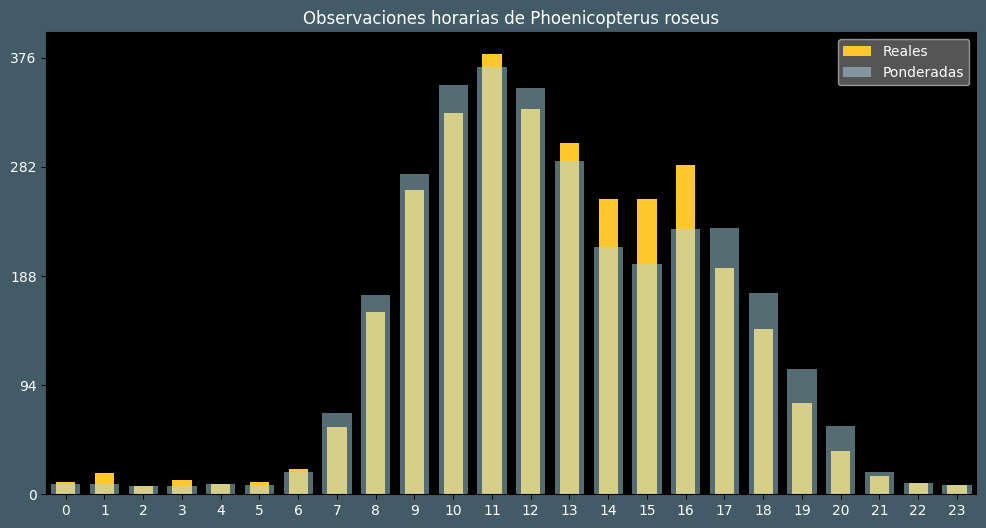 Observaciones horarias de Phoenicopterus roseus
Reales
Ponderadas
376
282
188
94
0
0 1 2 3 4 5 6 7 8 9 10 11 12 13 14 15 16 17 18 19 20 21 22 23